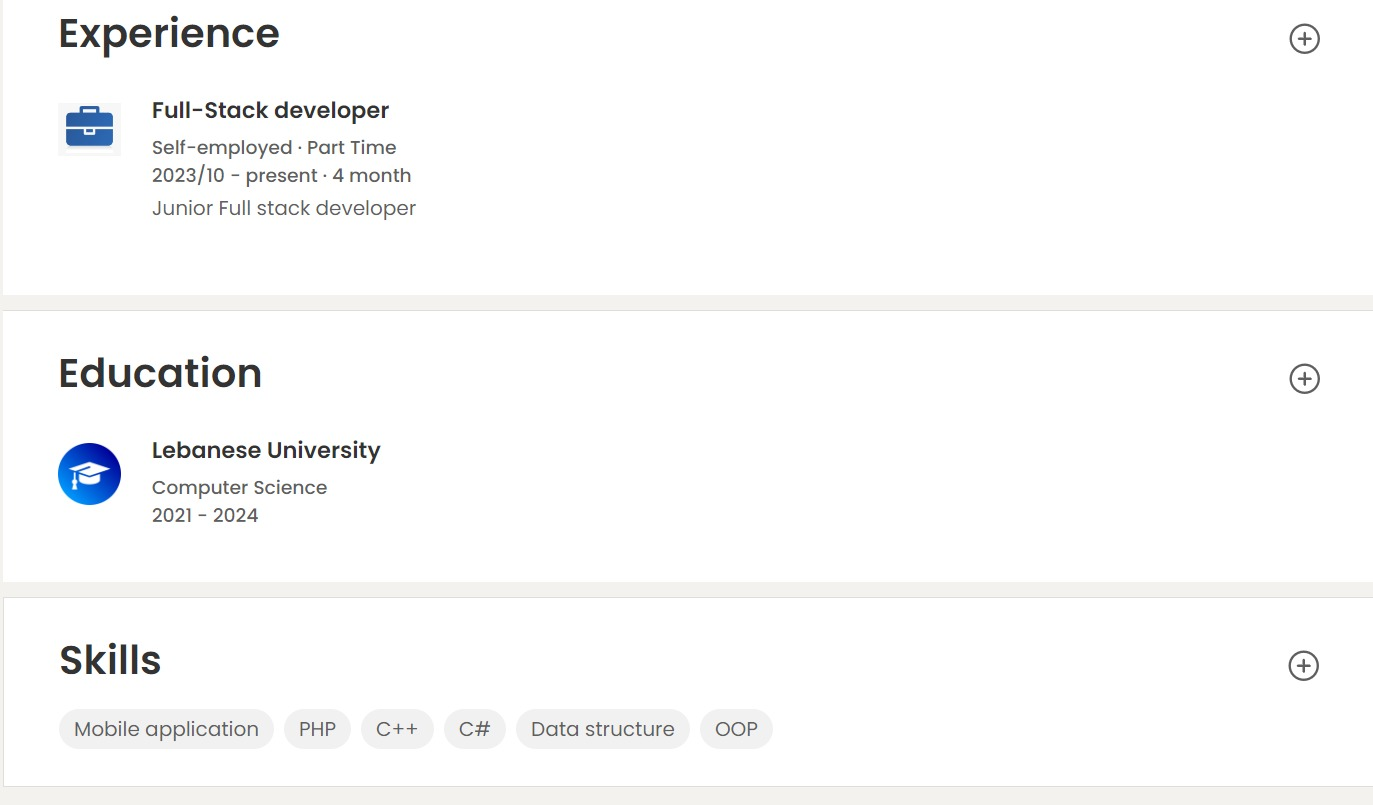 Experience
Full-Stack developer
Self-employed · Part Time
2023/10 - present · 4 month
Junior Full stack developer
Education
Lebanese University
Computer Science
2021 - 2024
Skills
Mobile application PHP C++ C# Data structure OOP